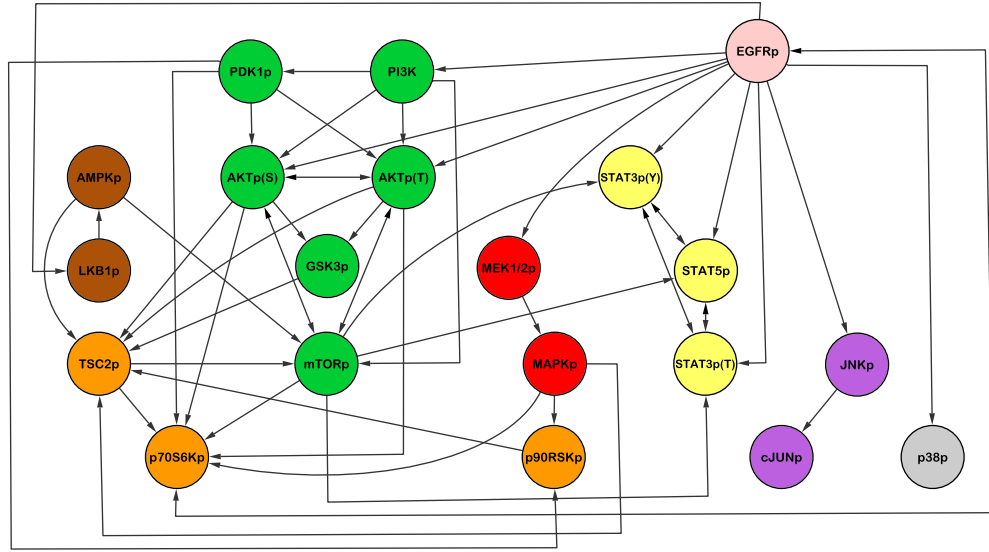 EGFRp
PDK1p
PI3K
AMPKp
AKTp(S)
AKTp(T)
STAT3p(Y)
LKB1p
GSK3p
MEK1/2p
STAT5p
TSC2p
mTORp
MAPKp
STAT3p(T)
JNKp
p70S6Kp
p90RSKp
cJUNp
p38p